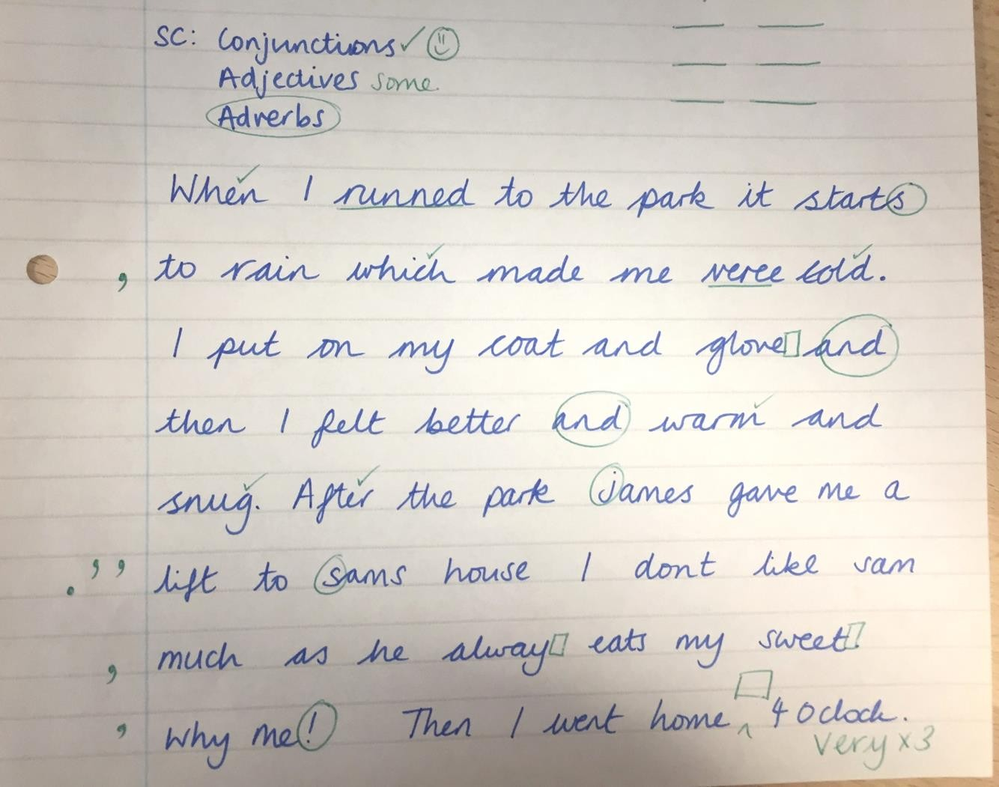 SC: Conjunctions ✓
Adjectives some.
Adverbs
When I runned to the park it starts
, to rain which made me veree cold.
I put on my coat and glove and
then I felt better and warm and
snug. After the park james gave me a
. ’ ’ lift to sams house I dont like sam
, much as he alway eats my sweet
, Why me! Then I went home ^ 4 Oclock.
very x3